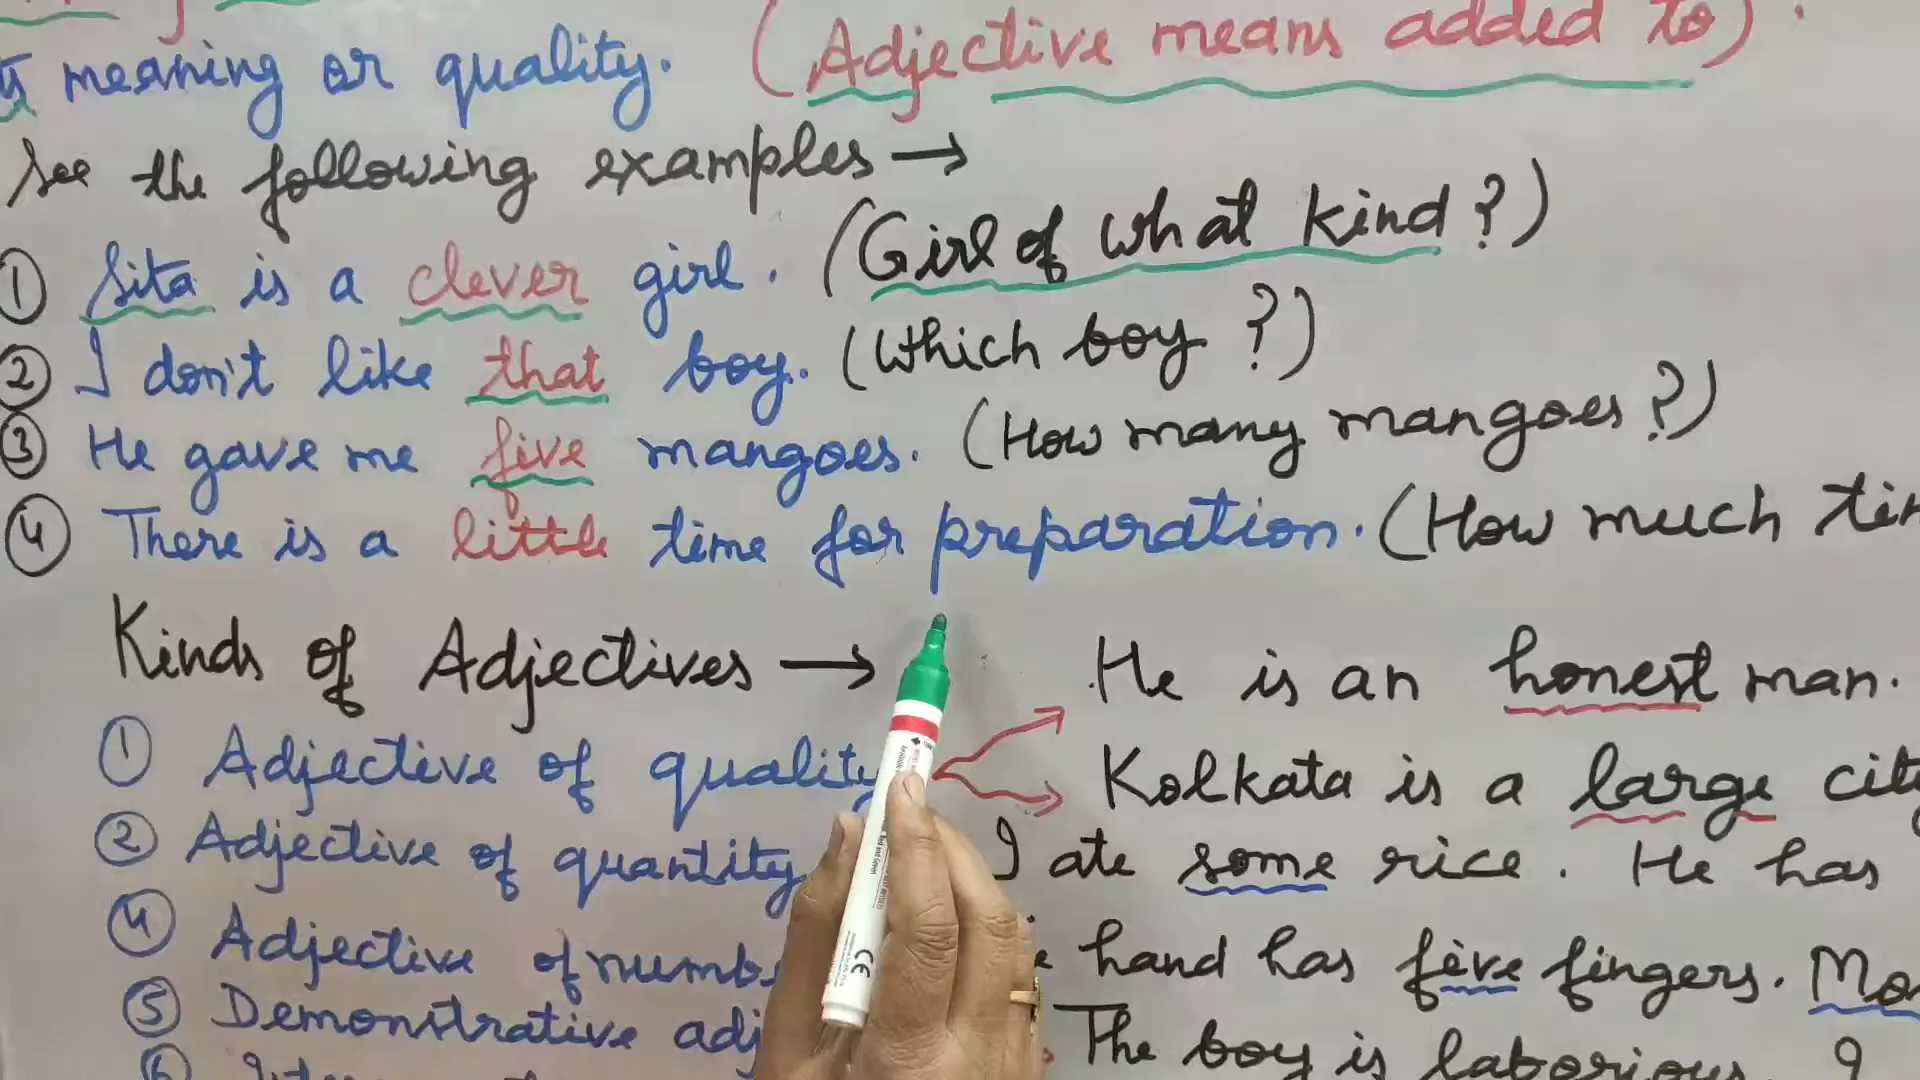 meaning or quality. (Adjective means added to).
See the following examples →
① Sita is a clever girl. (Girl of what kind?)
② I don't like that boy. (Which boy?)
③ He gave me five mangoes. (How many mangoes?)
④ There is a little time for preparation. (How much
Kinds of Adjectives → He is an honest man.
① Adjective of quality Kolkata is a large city
② Adjective of quantity I ate some rice. He has
④ Adjective of numbe hand has five fingers.
⑤ Demonstrative adj The boy is laborious.
⑥